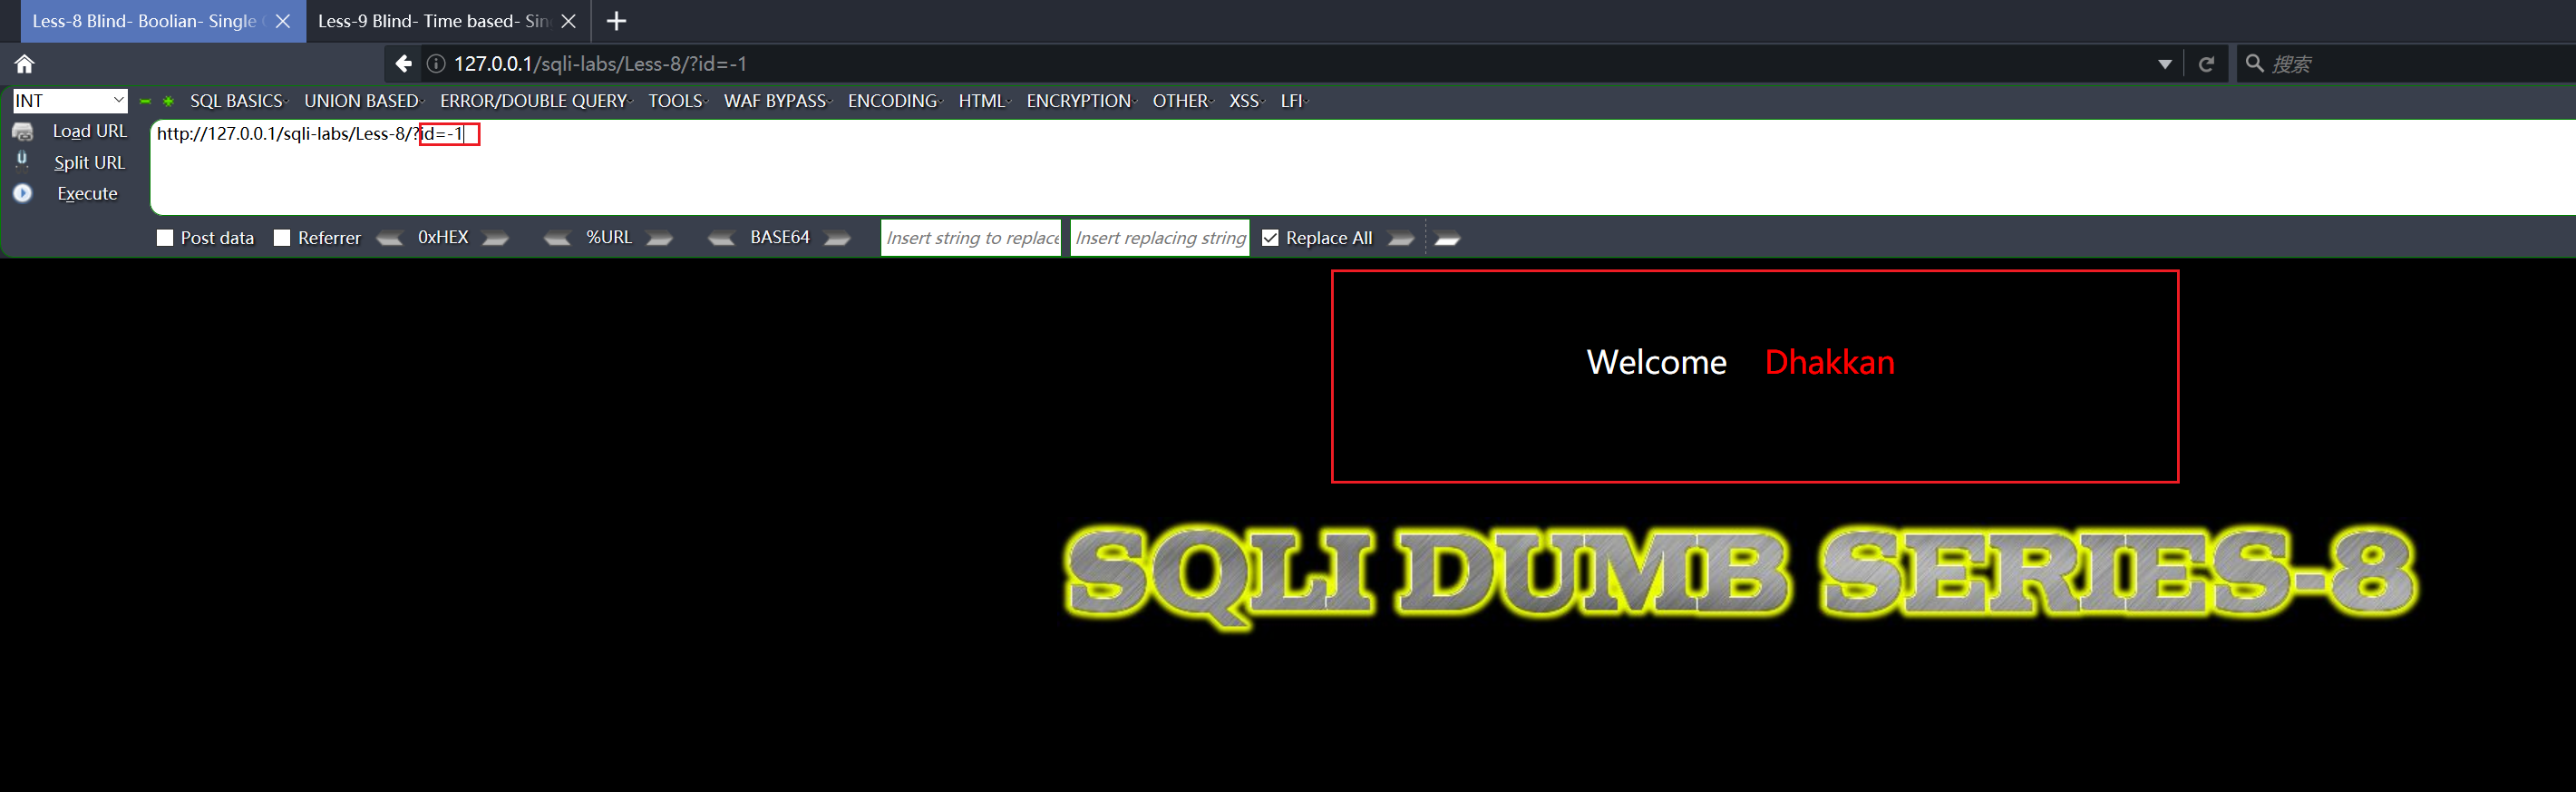 Less-8 Blind- Boolian- Single
Less-9 Blind- Time based- Sin
127.0.0.1/sqli-labs/Less-8/?id=-1
搜索
INT
SQL BASICS UNION BASED ERROR/DOUBLE QUERY TOOLS WAF BYPASS ENCODING HTML ENCRYPTION OTHER XSS LFI
Load URL
http://127.0.0.1/sqli-labs/Less-8/?id=-1
Split URL
Execute
Post data Referrer 0xHEX %URL BASE64 Insert string to replace Insert replacing string Replace All
Welcome Dhakkan
SQLI DUMB SERIES-8